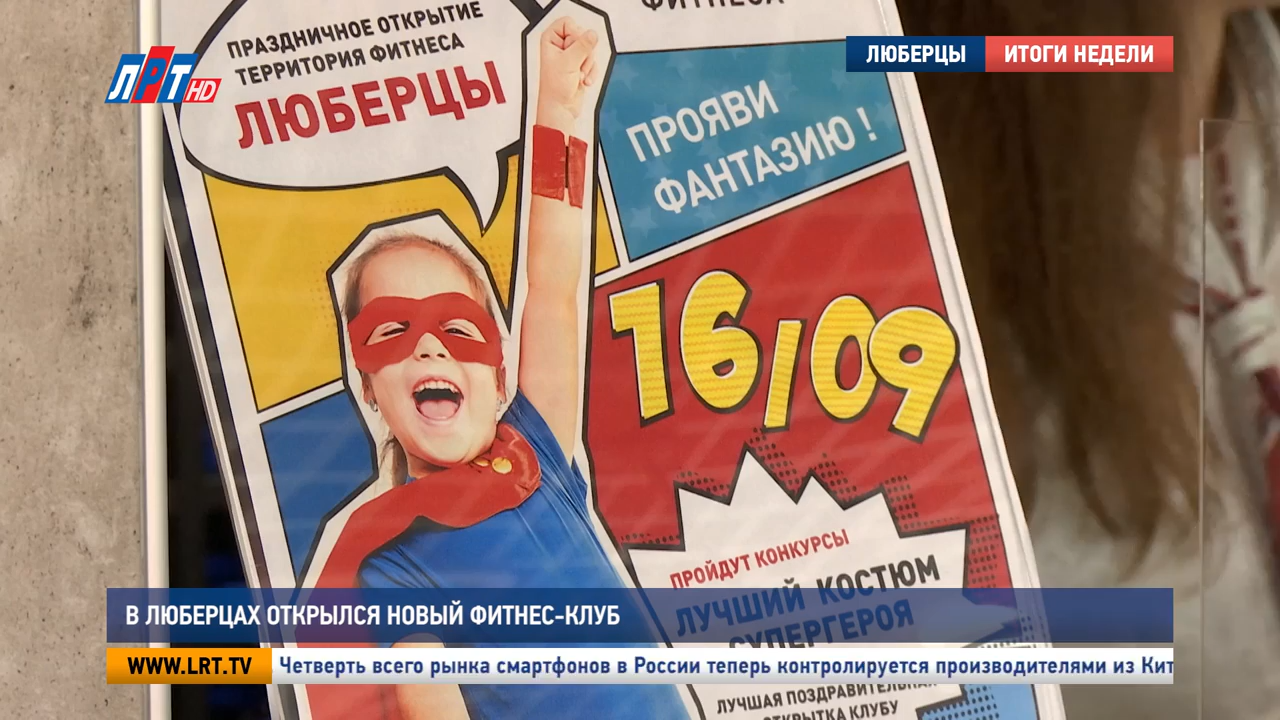 ПРАЗДНИЧНОЕ ОТКРЫТИЕ
ТЕРРИТОРИЯ ФИТНЕСА
ЛЮБЕРЦЫ
ФИТНЕСА
ЛРТ HD
ЛЮБЕРЦЫ ИТОГИ НЕДЕЛИ
ПРОЯВИ
ФАНТАЗИЮ !
16/09
ПРОЙДУТ КОНКУРСЫ
ЛУЧШИЙ КОСТЮМ
СУПЕРГЕРОЯ
В ЛЮБЕРЦАХ ОТКРЫЛСЯ НОВЫЙ ФИТНЕС-КЛУБ
WWW.LRT.TV Четверть всего рынка смартфонов в России теперь контролируется производителями из Кит
ЛУЧШАЯ ПОЗДРАВИТЕЛЬНАЯ
ОТКРЫТКА КЛУБУ